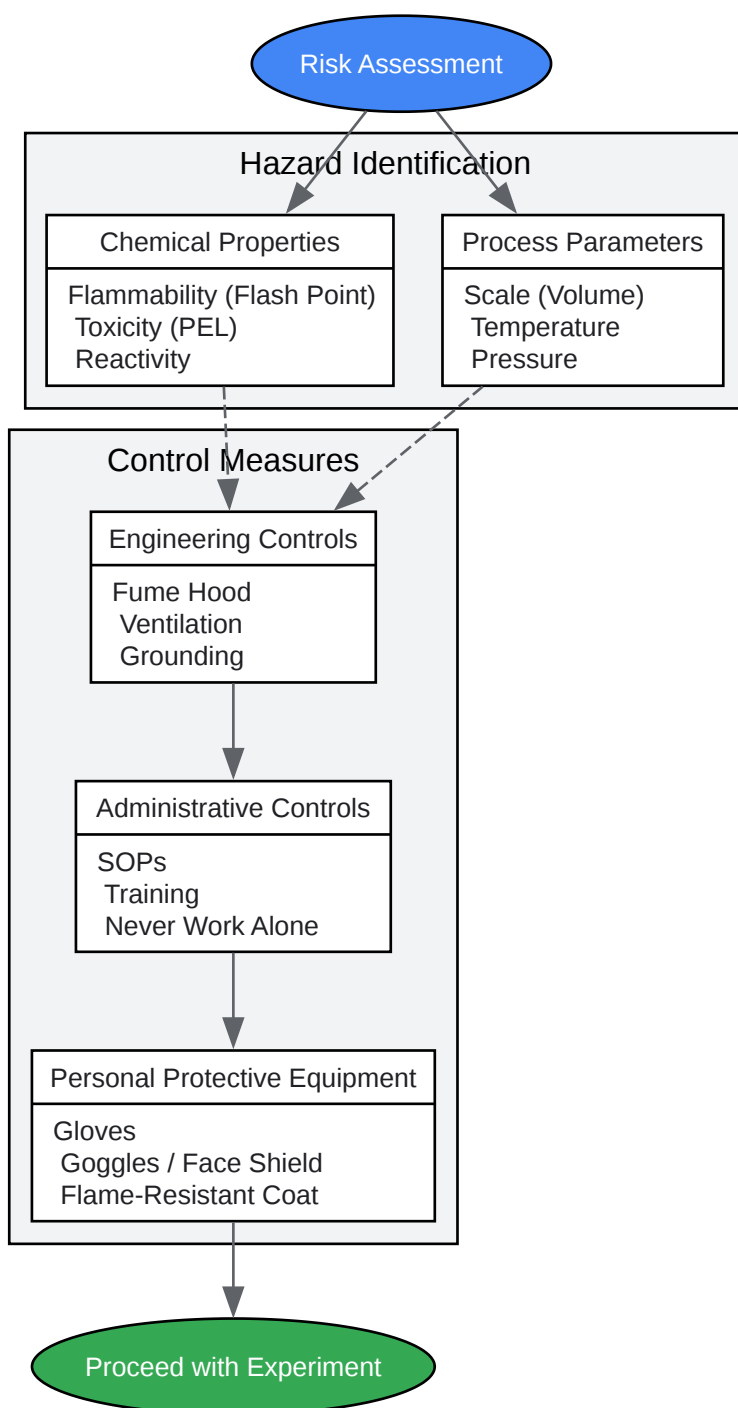 Risk Assessment
Hazard Identification
Chemical Properties
Flammability (Flash Point)
Toxicity (PEL)
Reactivity
Process Parameters
Scale (Volume)
Temperature
Pressure
Control Measures
Engineering Controls
Fume Hood
Ventilation
Grounding
Administrative Controls
SOPs
Training
Never Work Alone
Personal Protective Equipment
Gloves
Goggles / Face Shield
Flame-Resistant Coat
Proceed with Experiment